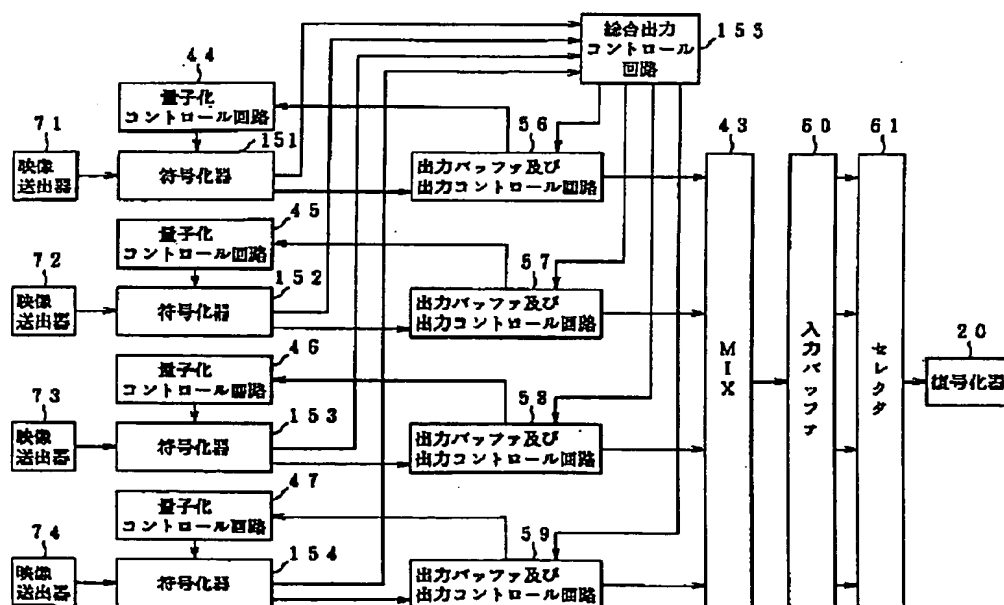 総合出力
コントロール
回路
155
44
量子化
コントロール回路
71
映像
送出器
151
符号化器
56
出力バッファ及び
出力コントロール回路
43
MIX
60
入力バッファ
61
セレクタ
45
量子化
コントロール回路
72
映像
送出器
152
符号化器
57
出力バッファ及び
出力コントロール回路
20
復号化器
46
量子化
コントロール回路
73
映像
送出器
153
符号化器
58
出力バッファ及び
出力コントロール回路
47
量子化
コントロール回路
74
映像
送出器
154
符号化器
59
出力バッファ及び
出力コントロール回路